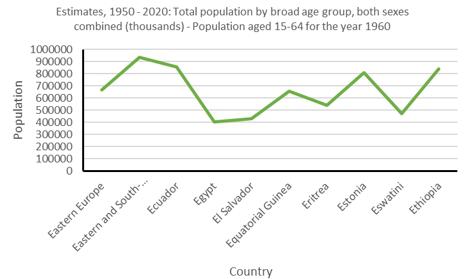 Estimates, 1950 - 2020: Total population by broad age group, both sexes
combined (thousands) - Population aged 15-64 for the year 1960
1000000
900000
800000
700000
600000
500000
400000
300000
200000
100000
0
Population
Eastern Europe
Eastern and South-...
Ecuador
Egypt
El Salvador
Equatorial Guinea
Eritrea
Estonia
Eswatini
Ethiopia
Country